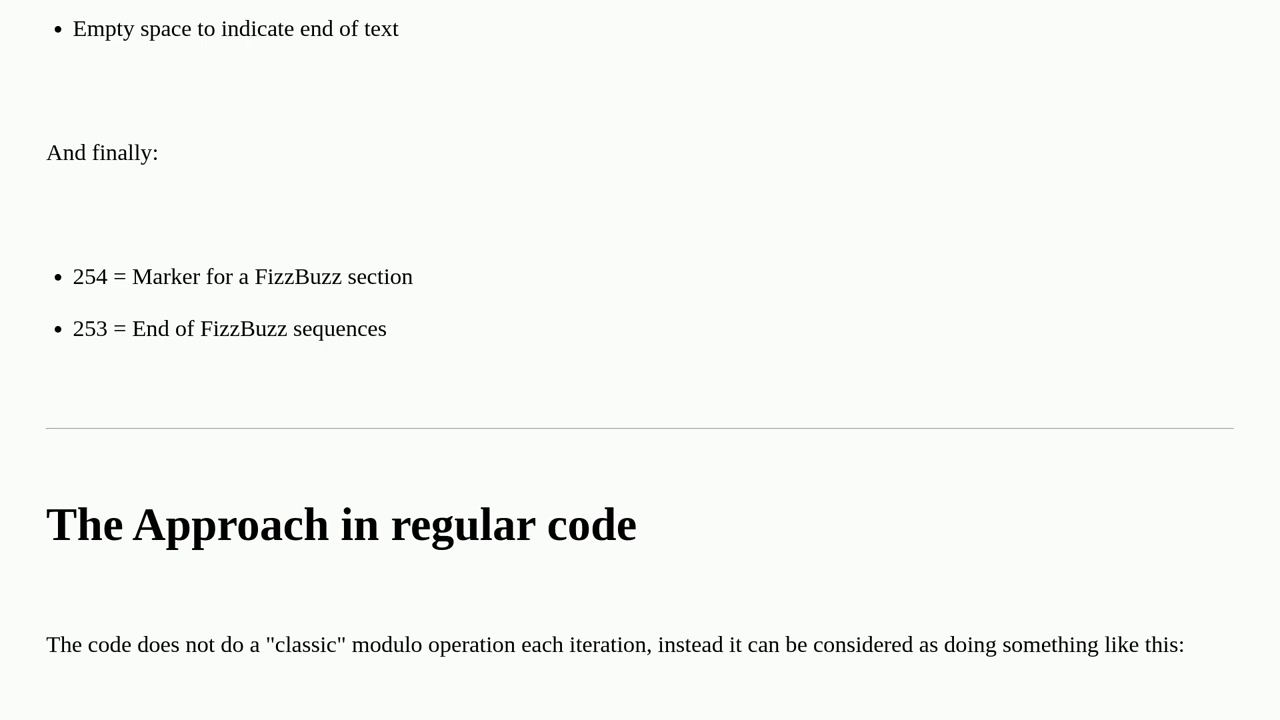 • Empty space to indicate end of text
And finally:
• 254 = Marker for a FizzBuzz section
• 253 = End of FizzBuzz sequences
The Approach in regular code
The code does not do a "classic" modulo operation each iteration, instead it can be considered as doing something like this: